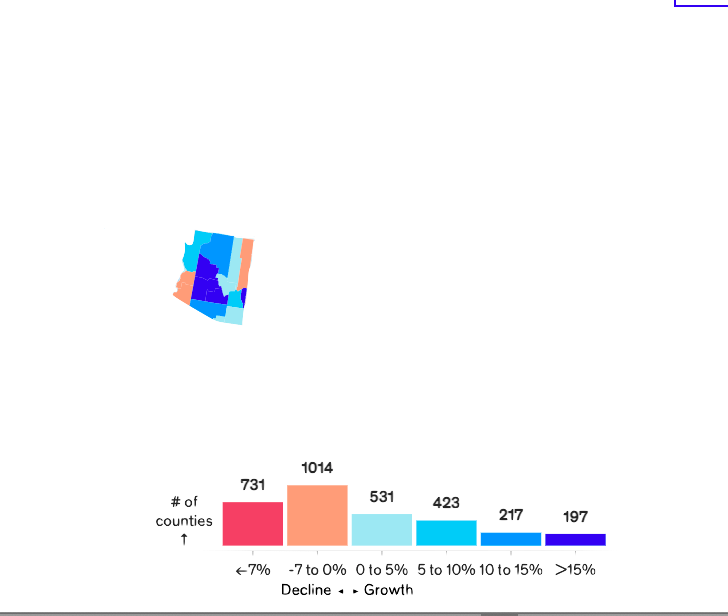 1014
731
531
423
217
197
# of
counties
↑
<-7%
-7 to 0%
0 to 5%
5 to 10%
10 to 15%
>15%
Decline ◂ ▸ Growth